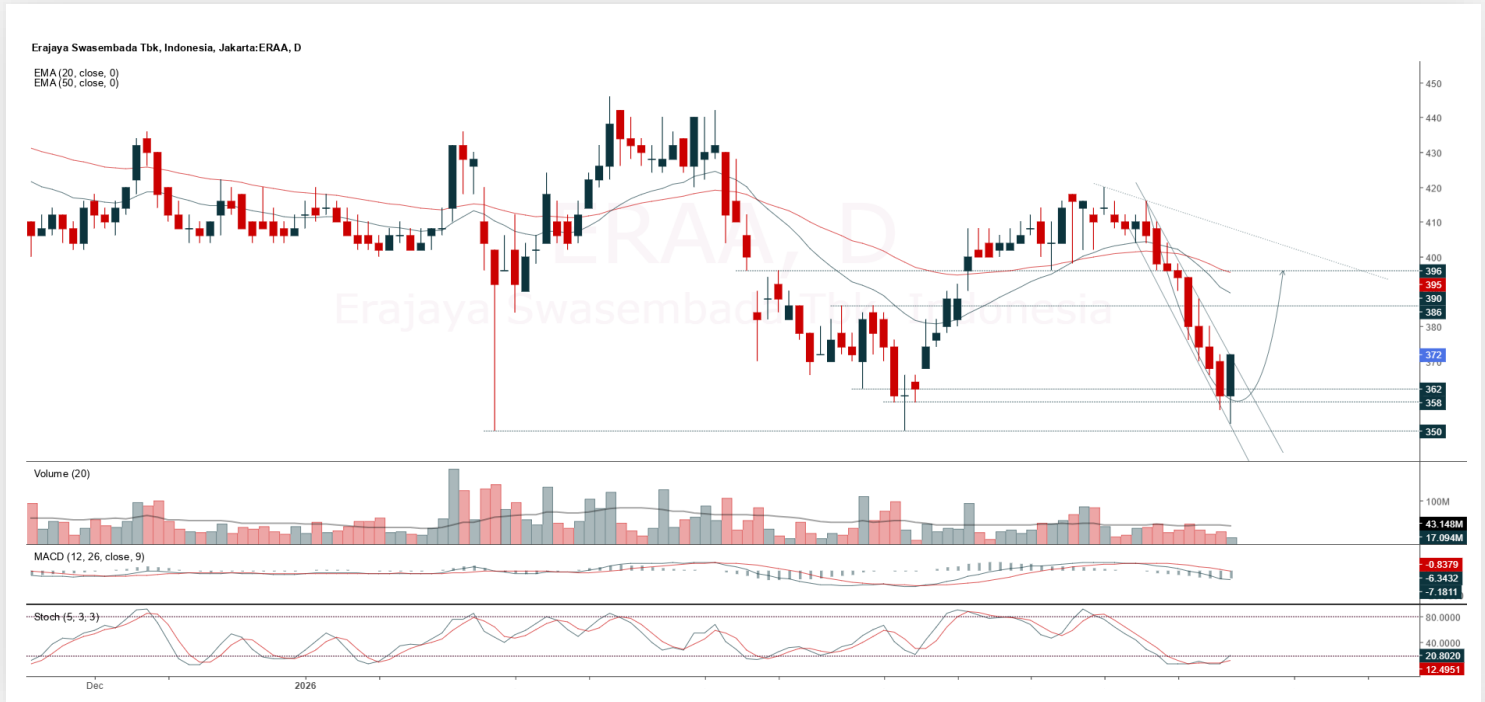 Erajaya Swasembada Tbk, Indonesia, Jakarta:ERAA, D
EMA (20, close, 0)
EMA (50, close, 0)
ERAA, D
Erajaya Swasembada Tbk, Indonesia
450
440
430
420
410
400
396
395
390
386
380
372
370
362
358
350
Volume (20)
100M
43.148M
17.094M
MACD (12, 26, close, 9)
-0.8379
-6.3432
-7.1811
Stoch (5, 3, 3)
80.0000
40.0000
20.8020
12.4951
Dec 2026